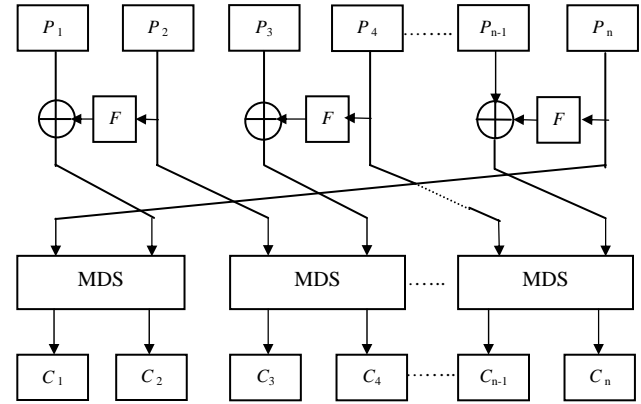 P1 P2 P3 P4 ........ Pn-1 Pn
F F F
MDS MDS ...... MDS
C1 C2 C3 C4 ........ Cn-1 Cn